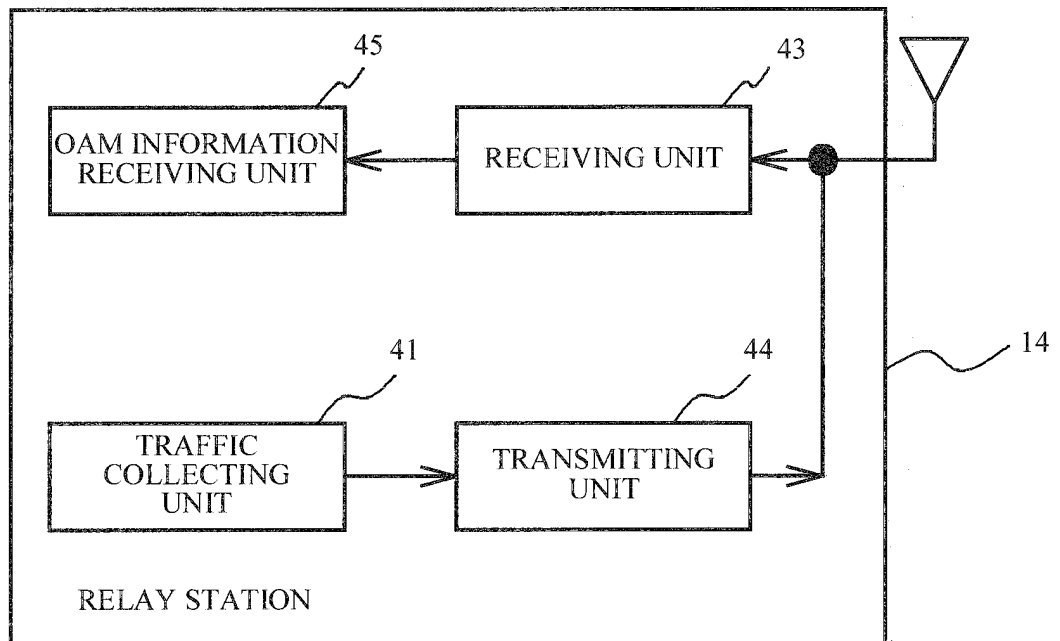 45
43
OAM INFORMATION
RECEIVING UNIT
RECEIVING UNIT
14
41
44
TRAFFIC
COLLECTING
UNIT
TRANSMITTING
UNIT
RELAY STATION